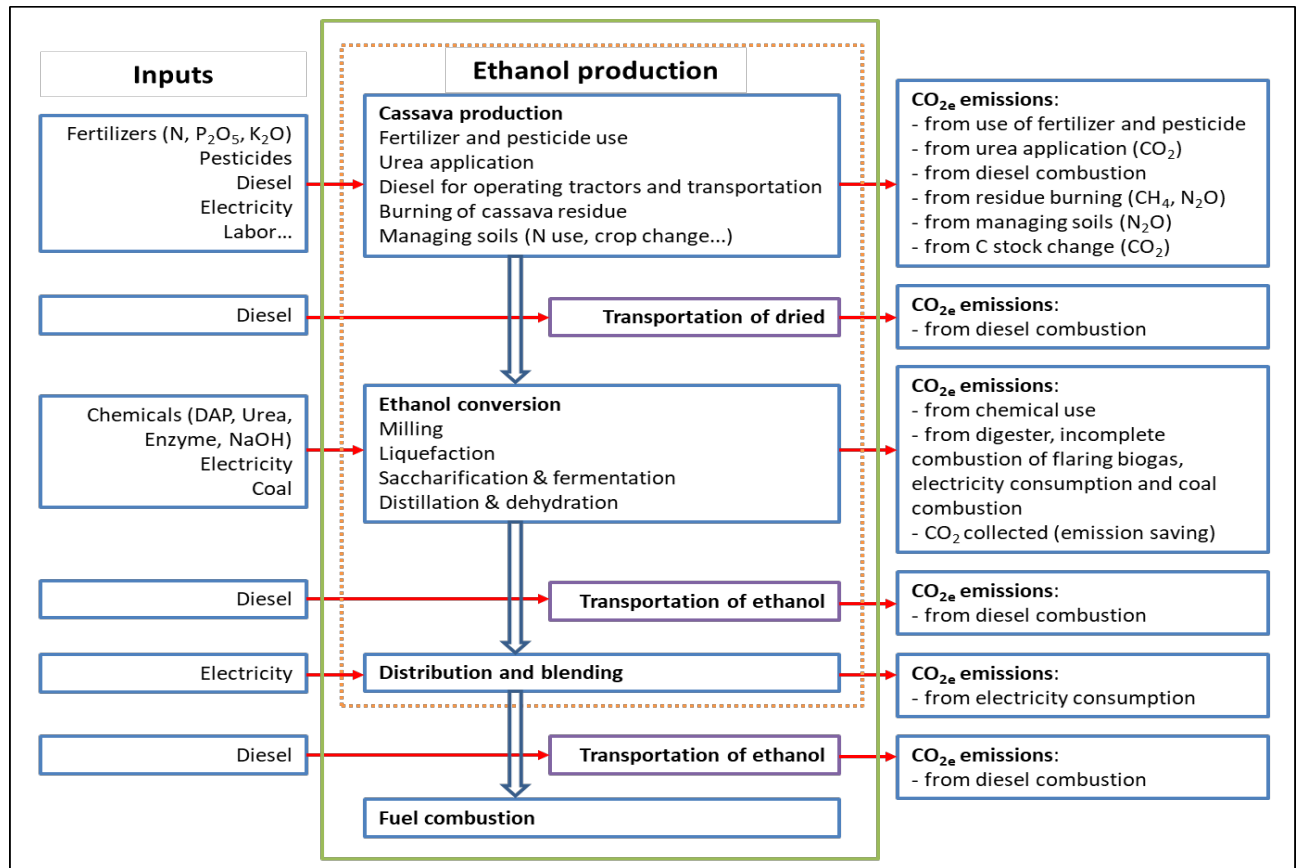 Inputs
Ethanol production
Fertilizers (N, P₂O₅, K₂O)
Pesticides
Diesel
Electricity
Labor...
Cassava production
Fertilizer and pesticide use
Urea application
Diesel for operating tractors and transportation
Burning of cassava residue
Managing soils (N use, crop change...)
CO₂ₑ emissions:
- from use of fertilizer and pesticide
- from urea application (CO₂)
- from diesel combustion
- from residue burning (CH₄, N₂O)
- from managing soils (N₂O)
- from C stock change (CO₂)
Diesel
Transportation of dried
CO₂ₑ emissions:
- from diesel combustion
Chemicals (DAP, Urea,
Enzyme, NaOH)
Electricity
Coal
Ethanol conversion
Milling
Liquefaction
Saccharification & fermentation
Distillation & dehydration
CO₂ₑ emissions:
- from chemical use
- from digester, incomplete
combustion of flaring biogas,
electricity consumption and coal
combustion
- CO₂ collected (emission saving)
Diesel
Transportation of ethanol
CO₂ₑ emissions:
- from diesel combustion
Electricity
Distribution and blending
CO₂ₑ emissions:
- from electricity consumption
Diesel
Transportation of ethanol
CO₂ₑ emissions:
- from diesel combustion
Fuel combustion